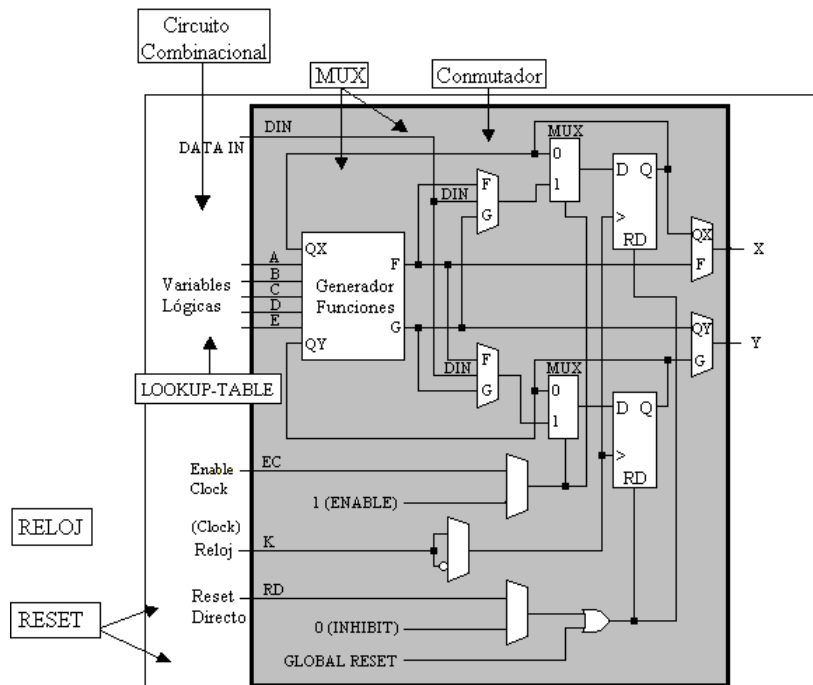 Circuito
Combinacional
MUX
Conmutador
DIN
DATA IN
MUX
0
1
D Q
>
RD
F
DIN
G
QX
F
X
QX
A
B
C
D
E
Variables
Lógicas
F
Generador
Funciones
G
QY
QY
G
Y
LOOKUP-TABLE
F
DIN
G
MUX
0
1
D Q
>
RD
Enable
Clock
EC
1 (ENABLE)
RELOJ
(Clock)
Reloj
K
RESET
Reset
Directo
RD
0 (INHIBIT)
GLOBAL RESET